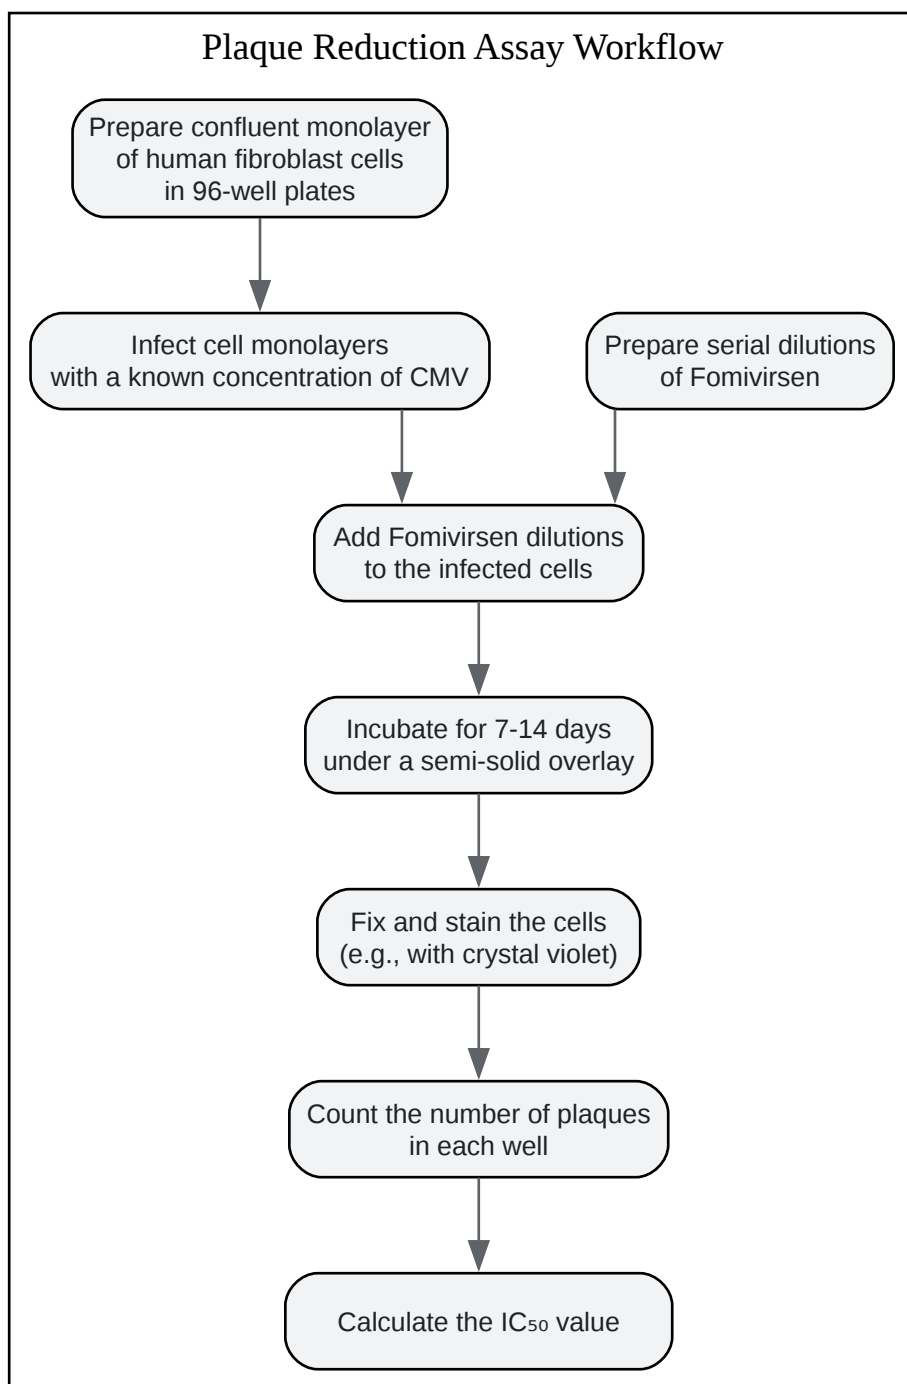 Plaque Reduction Assay Workflow
Prepare confluent monolayer
of human fibroblast cells
in 96-well plates
Infect cell monolayers
with a known concentration of CMV
Prepare serial dilutions
of Fomivirsen
Add Fomivirsen dilutions
to the infected cells
Incubate for 7-14 days
under a semi-solid overlay
Fix and stain the cells
(e.g., with crystal violet)
Count the number of plaques
in each well
Calculate the IC₅₀ value